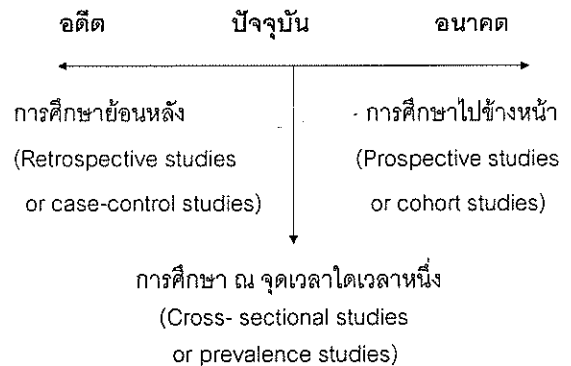 อดีต ปัจจุบัน อนาคต
การศึกษาย้อนหลัง
(Retrospective studies
or case-control studies)
การศึกษาไปข้างหน้า
(Prospective studies
or cohort studies)
การศึกษา ณ จุดเวลาใดเวลาหนึ่ง
(Cross- sectional studies
or prevalence studies)